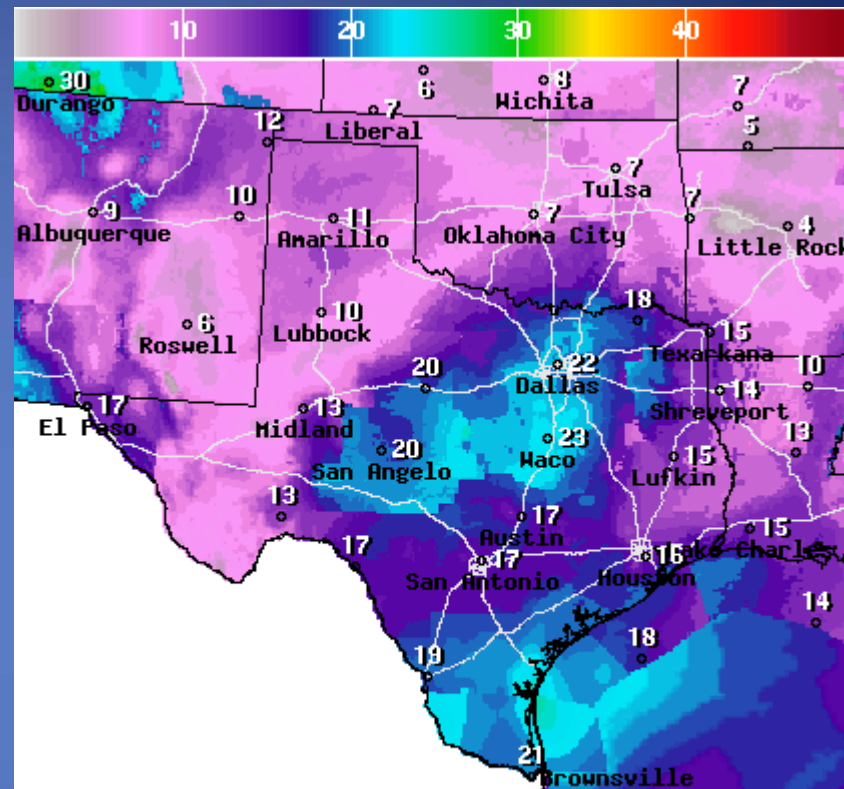 10 20 30 40
6
30 8 7
Durango Wichita
7
Liberal
12 5
7
Tulsa
9 10 11 7 7 4
Albuquerque Amarillo Oklahoma City Little Rock
6 10 18
Roswell Lubbock
15
Texarkana
22
20 Dallas 14 10
Shreveport
17 13
El Paso Midland
23
20 Waco 15 13
San Angelo Lufkin
13 17 15
Austin Lake Charles
17 17 16
San Antonio Houston
14
18
19
21
Brownsville